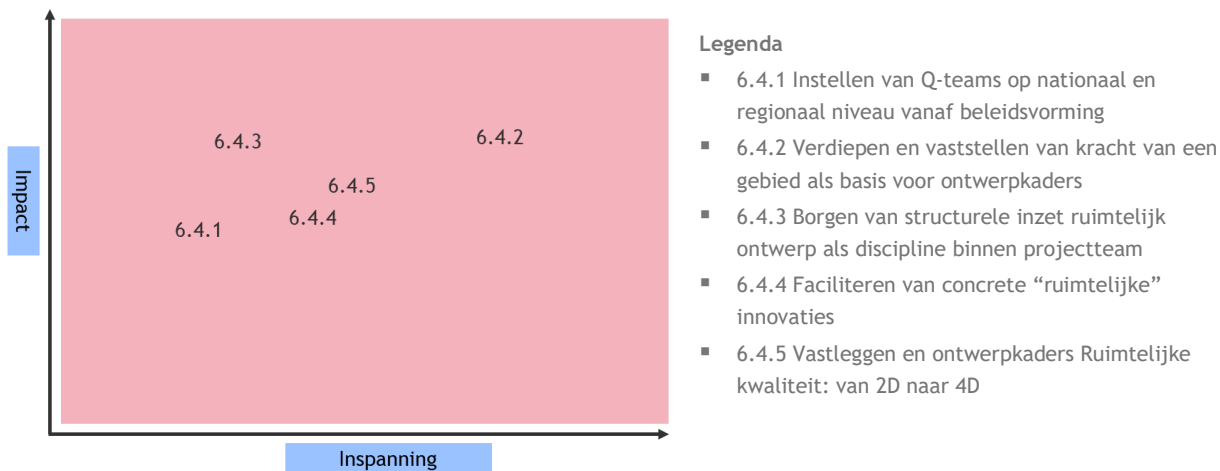 Impact
6.4.3
6.4.2
6.4.5
6.4.4
6.4.1
Inspanning
Legenda
▪ 6.4.1 Instellen van Q-teams op nationaal en
regionaal niveau vanaf beleidsvorming
▪ 6.4.2 Verdiepen en vaststellen van kracht van een
gebied als basis voor ontwerpkaders
▪ 6.4.3 Borgen van structurele inzet ruimtelijk
ontwerp als discipline binnen projectteam
▪ 6.4.4 Faciliteren van concrete “ruimtelijke”
innovaties
▪ 6.4.5 Vastleggen en ontwerpkaders Ruimtelijke
kwaliteit: van 2D naar 4D